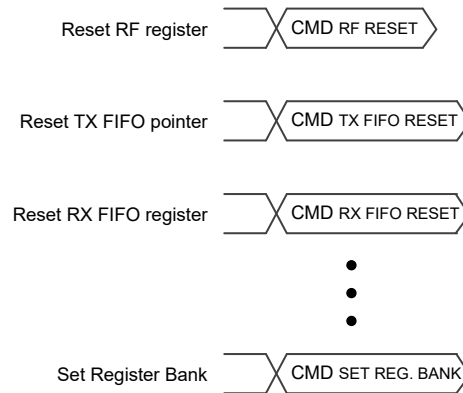 Reset RF register CMD RF RESET
Reset TX FIFO pointer CMD TX FIFO RESET
Reset RX FIFO register CMD RX FIFO RESET
Set Register Bank CMD SET REG. BANK